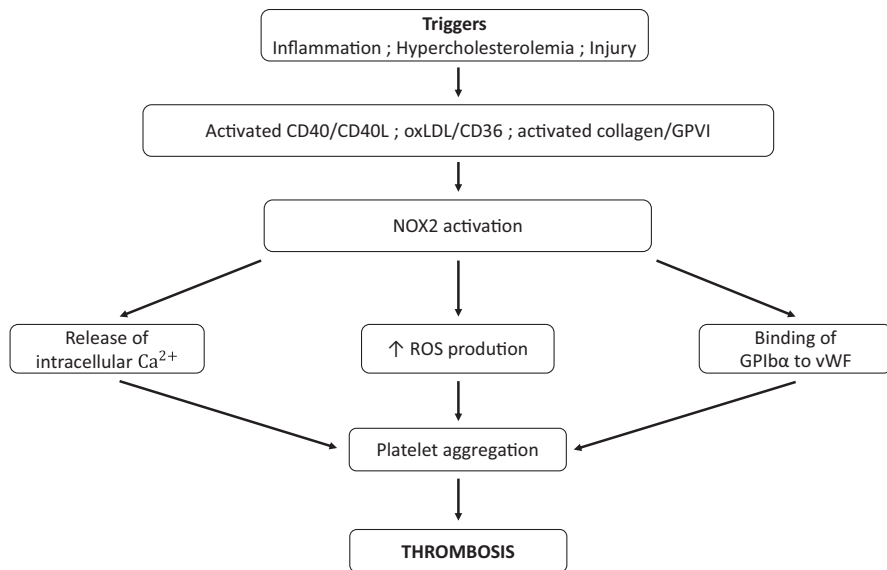 Triggers
Inflammation ; Hypercholesterolemia ; Injury
Activated CD40/CD40L ; oxLDL/CD36 ; activated collagen/GPVI
NOX2 activation
Release of
intracellular Ca²⁺
↑ ROS prodution
Binding of
GPIbα to vWF
Platelet aggregation
THROMBOSIS